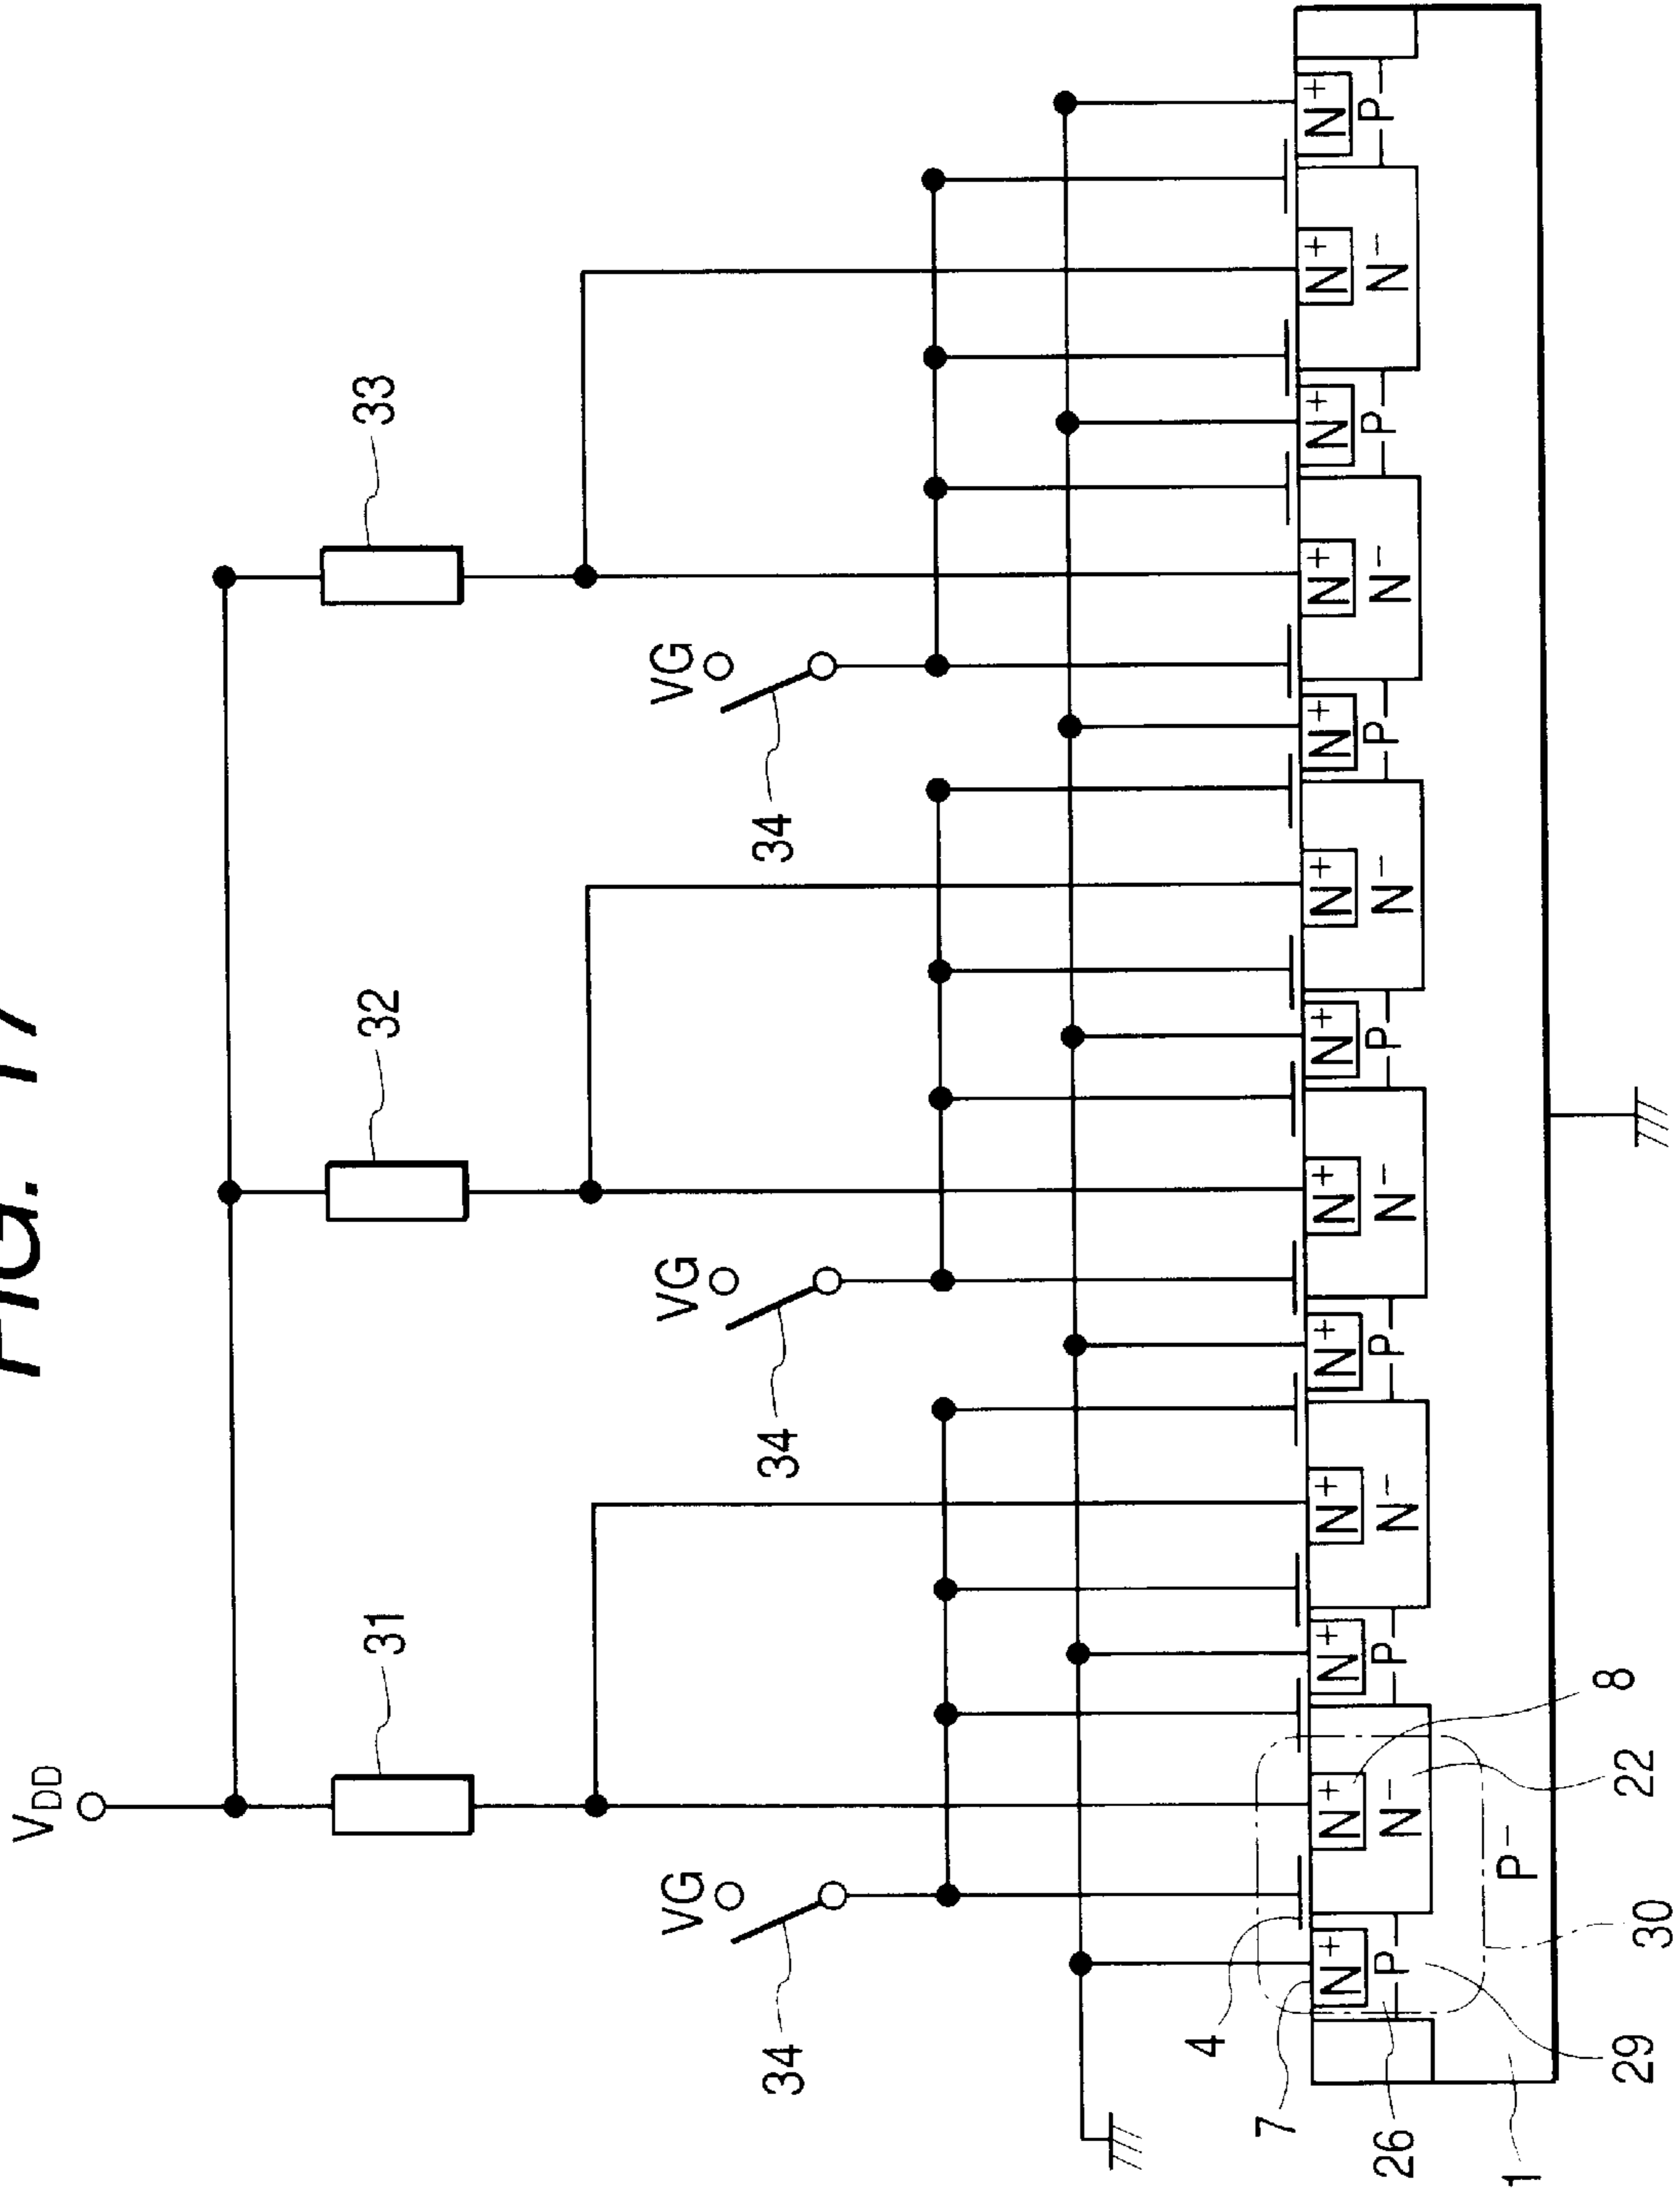 FIG. 17
V_DD
31 32 33
VG VG VG
34 34 34
4
7
N⁺ N⁺ N⁺ N⁺ N⁺ N⁺ N⁺ N⁺ N⁺ N⁺ N⁺ N⁺ N⁺
P N⁻ P N⁻ P N⁻ P N⁻ P N⁻ P N⁻ P
26
P⁻
1
29 30 22 8